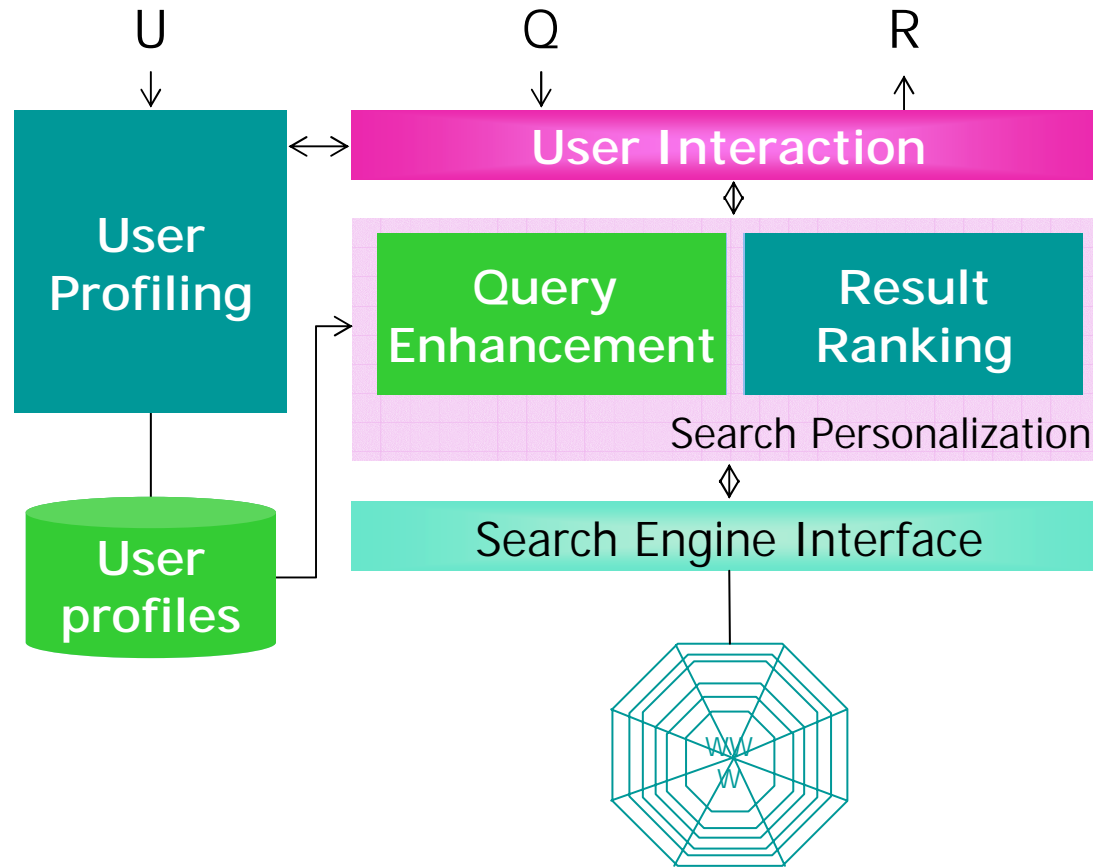 U
Q
R
User Interaction
User
Profiling
Query
Enhancement
Result
Ranking
Search Personalization
User
profiles
Search Engine Interface
WW
W